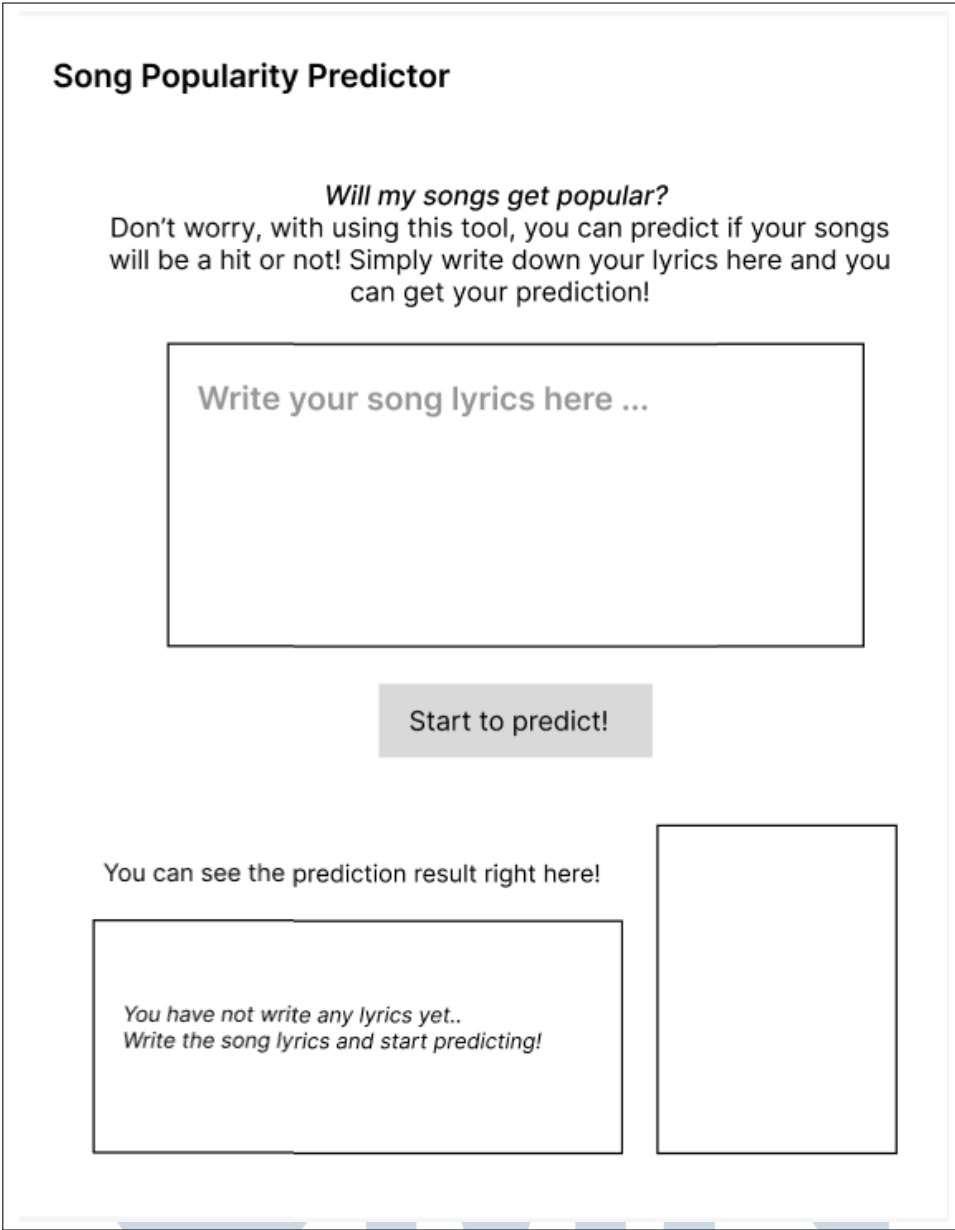 Song Popularity Predictor
Will my songs get popular?
Don’t worry, with using this tool, you can predict if your songs
will be a hit or not! Simply write down your lyrics here and you
can get your prediction!
Write your song lyrics here ...
Start to predict!
You can see the prediction result right here!
You have not write any lyrics yet..
Write the song lyrics and start predicting!